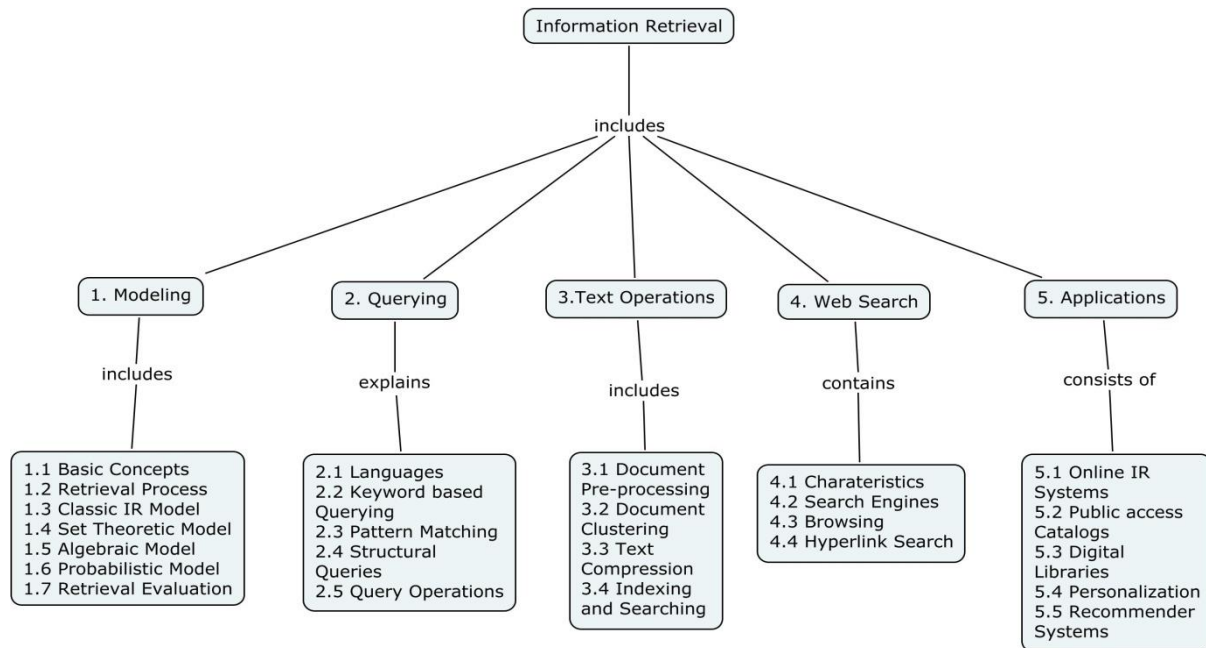 Information Retrieval
includes
1. Modeling
2. Querying
3.Text Operations
4. Web Search
5. Applications
includes
explains
includes
contains
consists of
1.1 Basic Concepts
1.2 Retrieval Process
1.3 Classic IR Model
1.4 Set Theoretic Model
1.5 Algebraic Model
1.6 Probabilistic Model
1.7 Retrieval Evaluation
2.1 Languages
2.2 Keyword based
Querying
2.3 Pattern Matching
2.4 Structural
Queries
2.5 Query Operations
3.1 Document
Pre-processing
3.2 Document
Clustering
3.3 Text
Compression
3.4 Indexing
and Searching
4.1 Charateristics
4.2 Search Engines
4.3 Browsing
4.4 Hyperlink Search
5.1 Online IR
Systems
5.2 Public access
Catalogs
5.3 Digital
Libraries
5.4 Personalization
5.5 Recommender
Systems